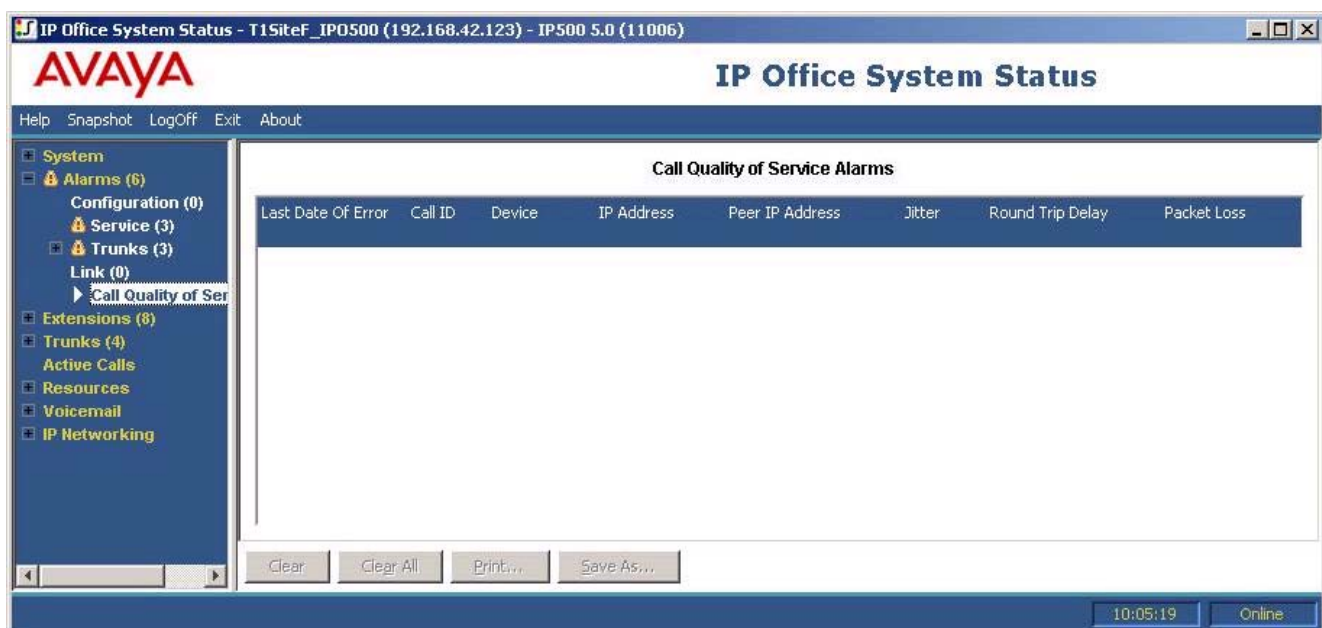 IP Office System Status - T1SiteF_IPO500 (192.168.42.123) - IP500 5.0 (11006)
AVAYA
IP Office System Status
Help Snapshot LogOff Exit About
System
Alarms (6)
Configuration (0)
Service (3)
Trunks (3)
Link (0)
Call Quality of Ser
Extensions (8)
Trunks (4)
Active Calls
Resources
Voicemail
IP Networking
Call Quality of Service Alarms
Last Date Of Error Call ID Device IP Address Peer IP Address Jitter Round Trip Delay Packet Loss
Clear Clear All Print... Save As...
10:05:19 Online